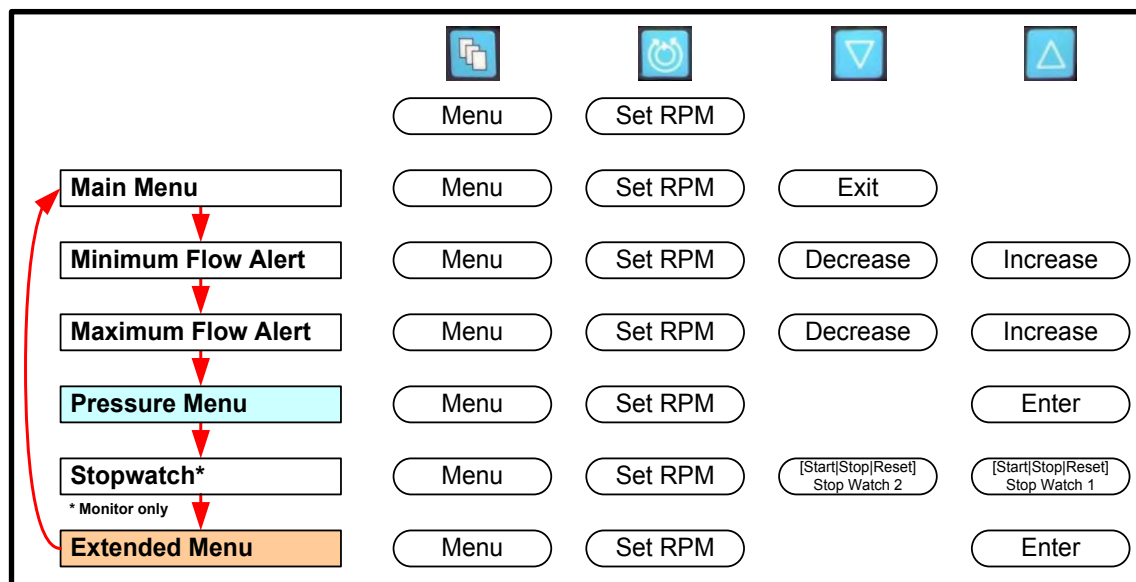 Menu Set RPM
Main Menu Menu Set RPM Exit
Minimum Flow Alert Menu Set RPM Decrease Increase
Maximum Flow Alert Menu Set RPM Decrease Increase
Pressure Menu Menu Set RPM Enter
Stopwatch* Menu Set RPM [Start|Stop|Reset] Stop Watch 2 [Start|Stop|Reset] Stop Watch 1
* Monitor only
Extended Menu Menu Set RPM Enter